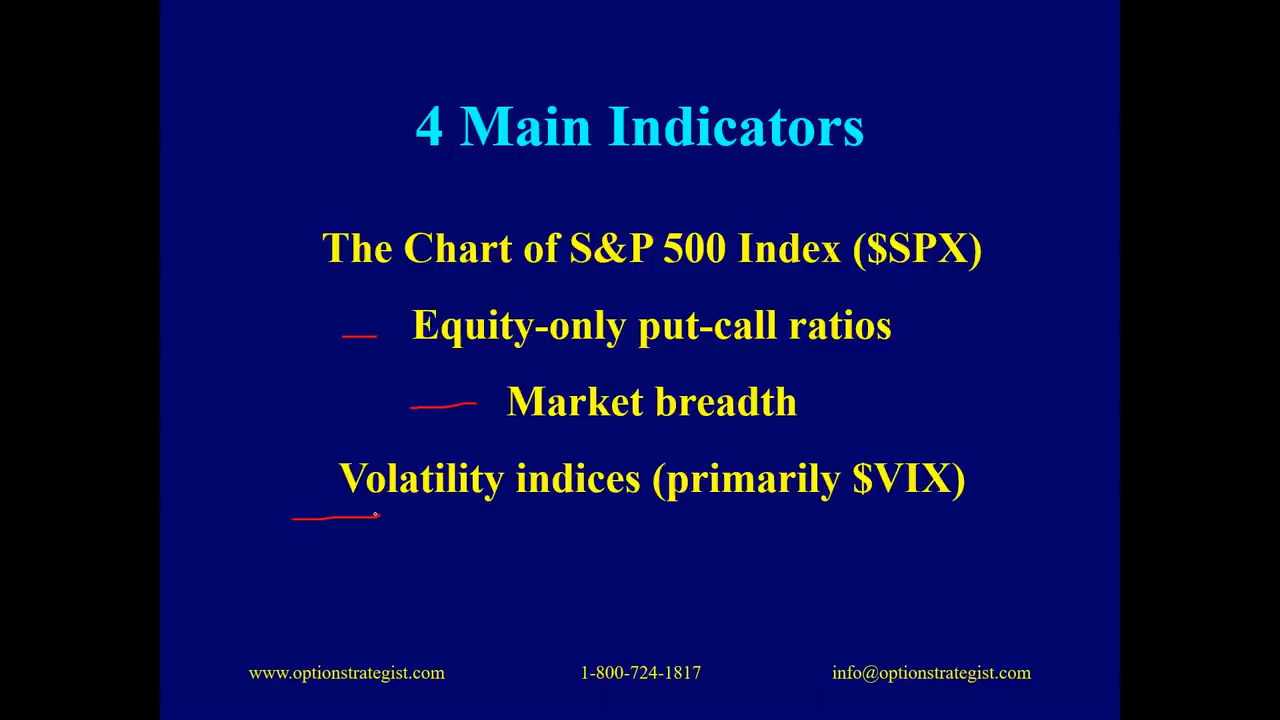 4 Main Indicators
The Chart of S&P 500 Index ($SPX)
Equity-only put-call ratios
Market breadth
Volatility indices (primarily $VIX)
www.optionstrategist.com 1-800-724-1817 info@optionstrategist.com